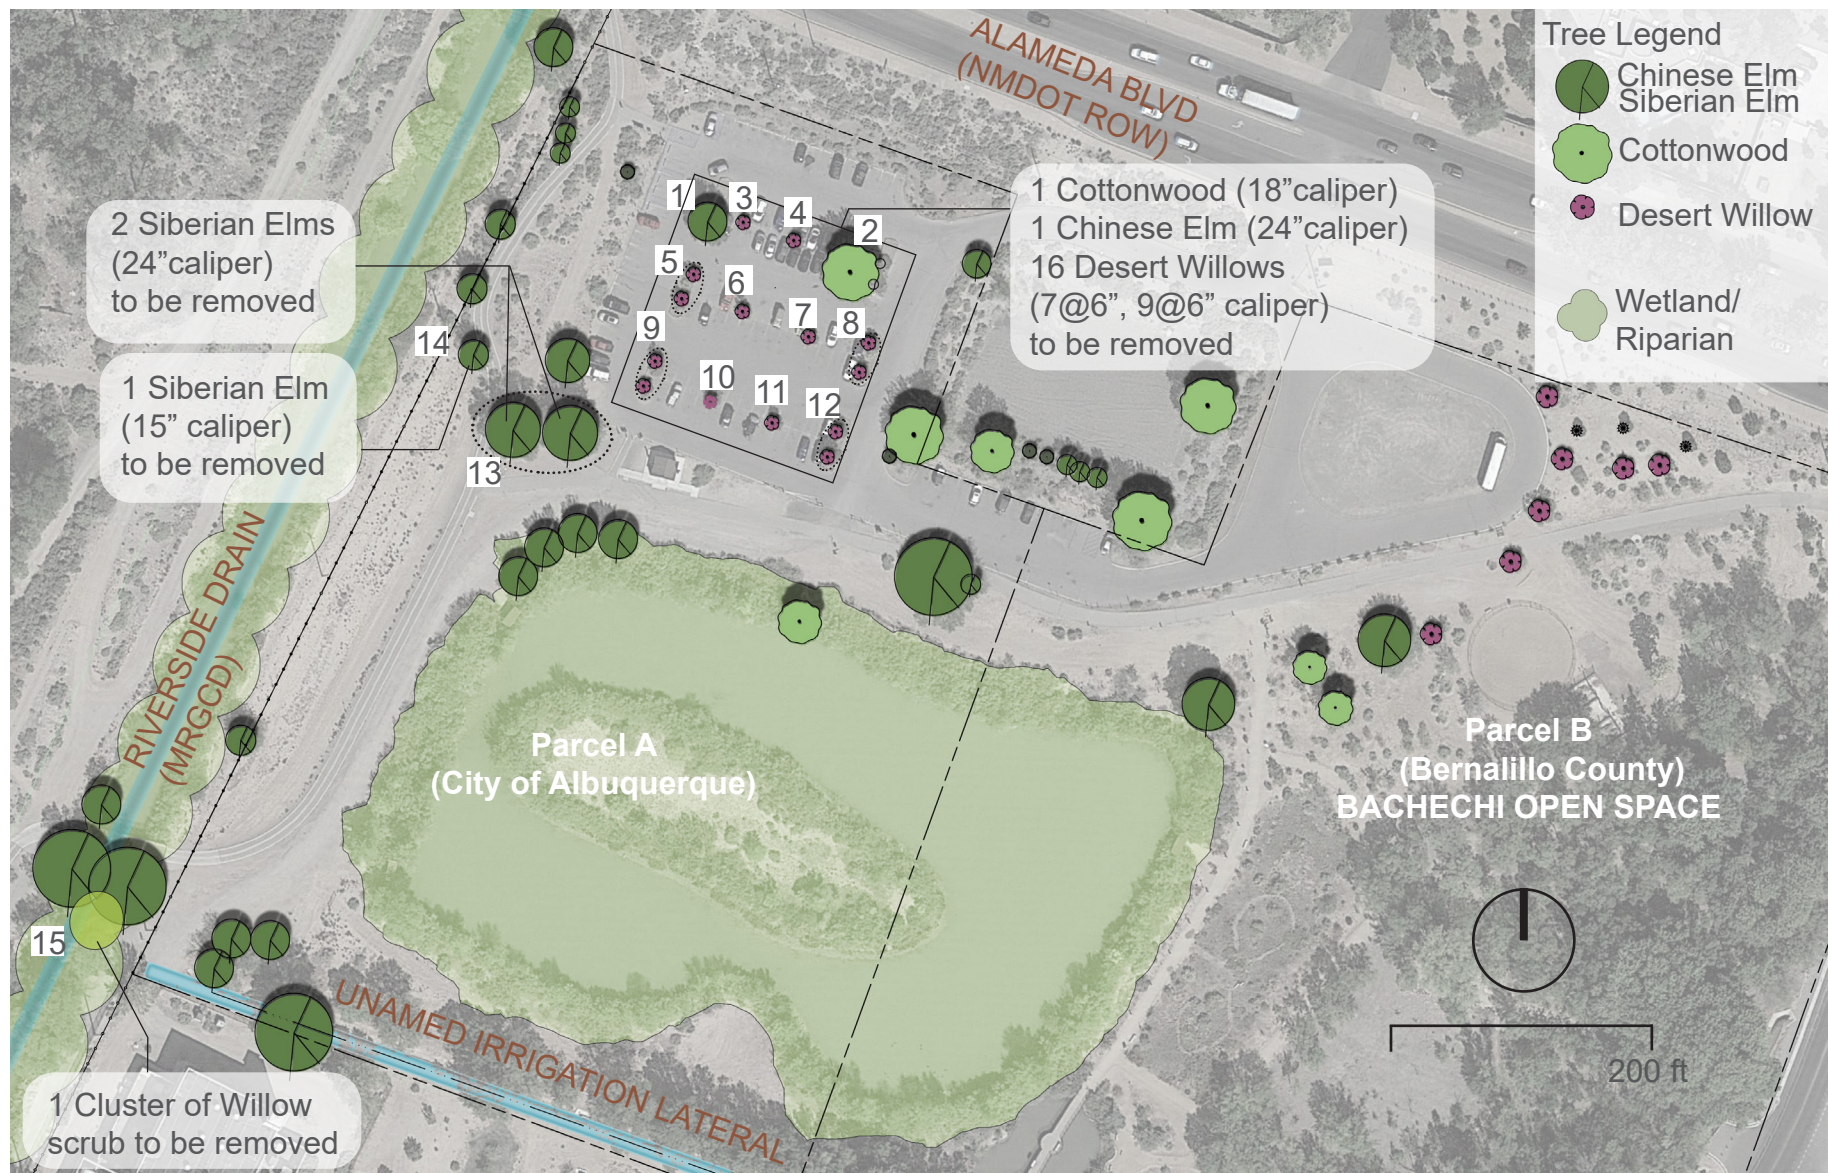 ALAMEDA BLVD
(NMDOT ROW)
Tree Legend
Chinese Elm
Siberian Elm
Cottonwood
Desert Willow
Wetland/
Riparian
1 Cottonwood (18”caliper)
1 Chinese Elm (24”caliper)
16 Desert Willows
(7@6”, 9@6” caliper)
to be removed
2 Siberian Elms
(24”caliper)
to be removed
1 Siberian Elm
(15” caliper)
to be removed
1
3
4
2
5
6
7
8
9
10
11
12
13
14
15
RIVERSIDE DRAIN
(MRGCD)
Parcel A
(City of Albuquerque)
Parcel B
(Bernalillo County)
BACHECHI OPEN SPACE
200 ft
UNAMED IRRIGATION LATERAL
1 Cluster of Willow
scrub to be removed